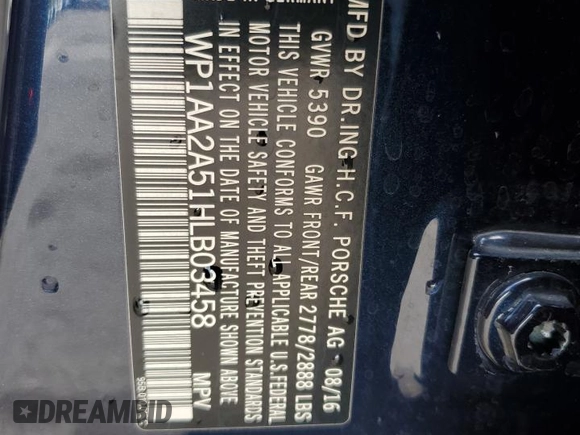 MFD BY DR.ING.H.C.F. PORSCHE AG - 08/16
GVWR 5390 GAWR FRONT/REAR 2778/2888 LBS
THIS VEHICLE CONFORMS TO ALL APPLICABLE U.S.FEDERAL
MOTOR VEHICLE SAFETY AND THEFT PREVENTION STANDARDS
IN EFFECT ON THE DATE OF MANUFACTURE SHOWN ABOVE
WP1AA2A51HLB03458 MPV
DREAMBID